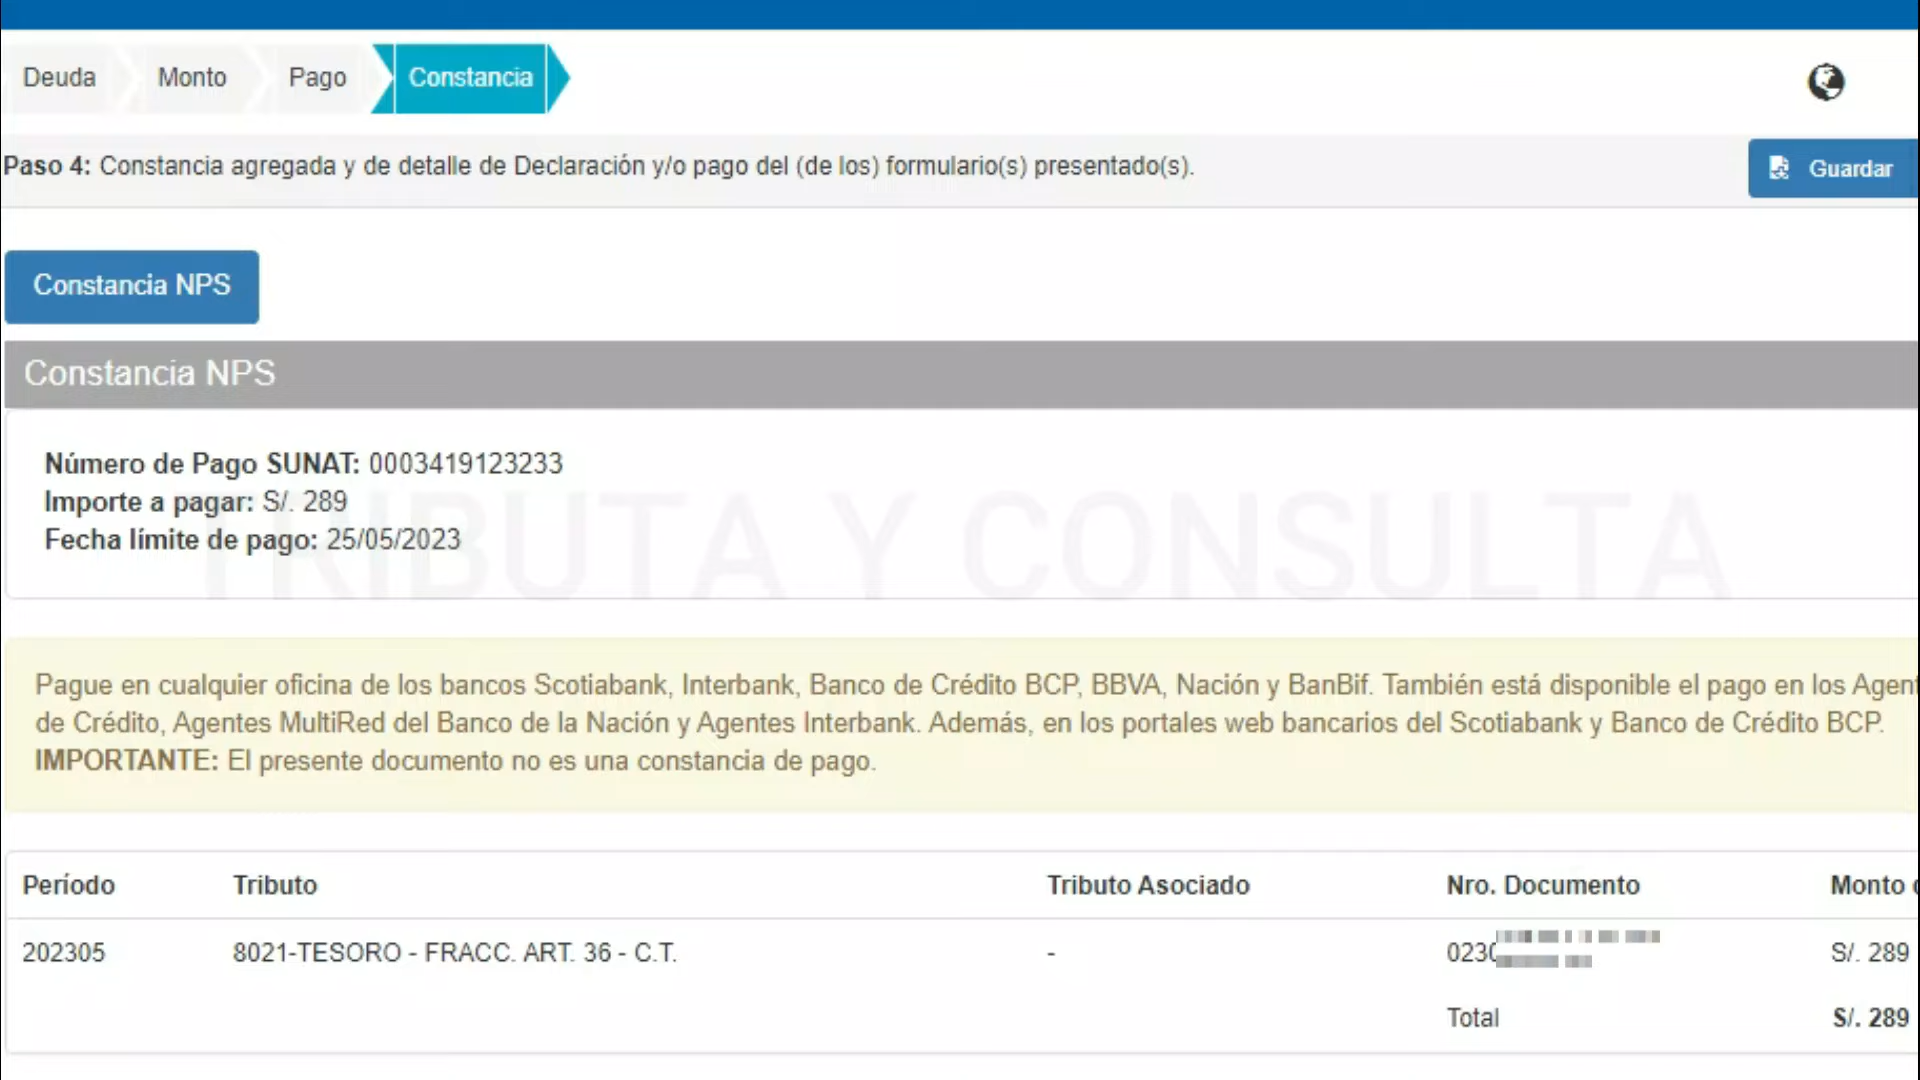 Deuda Monto Pago Constancia
Paso 4: Constancia agregada y de detalle de Declaración y/o pago del (de los) formulario(s) presentado(s). Guardar
Constancia NPS
Constancia NPS
Número de Pago SUNAT: 0003419123233
Importe a pagar: S/. 289
Fecha límite de pago: 25/05/2023
TRIBUTA Y CONSULTA
Pague en cualquier oficina de los bancos Scotiabank, Interbank, Banco de Crédito BCP, BBVA, Nación y BanBif. También está disponible el pago en los Agent
de Crédito, Agentes MultiRed del Banco de la Nación y Agentes Interbank. Además, en los portales web bancarios del Scotiabank y Banco de Crédito BCP.
IMPORTANTE: El presente documento no es una constancia de pago.
Período Tributo Tributo Asociado Nro. Documento Monto
202305 8021-TESORO - FRACC. ART. 36 - C.T. - 0230 S/. 289
Total S/. 289